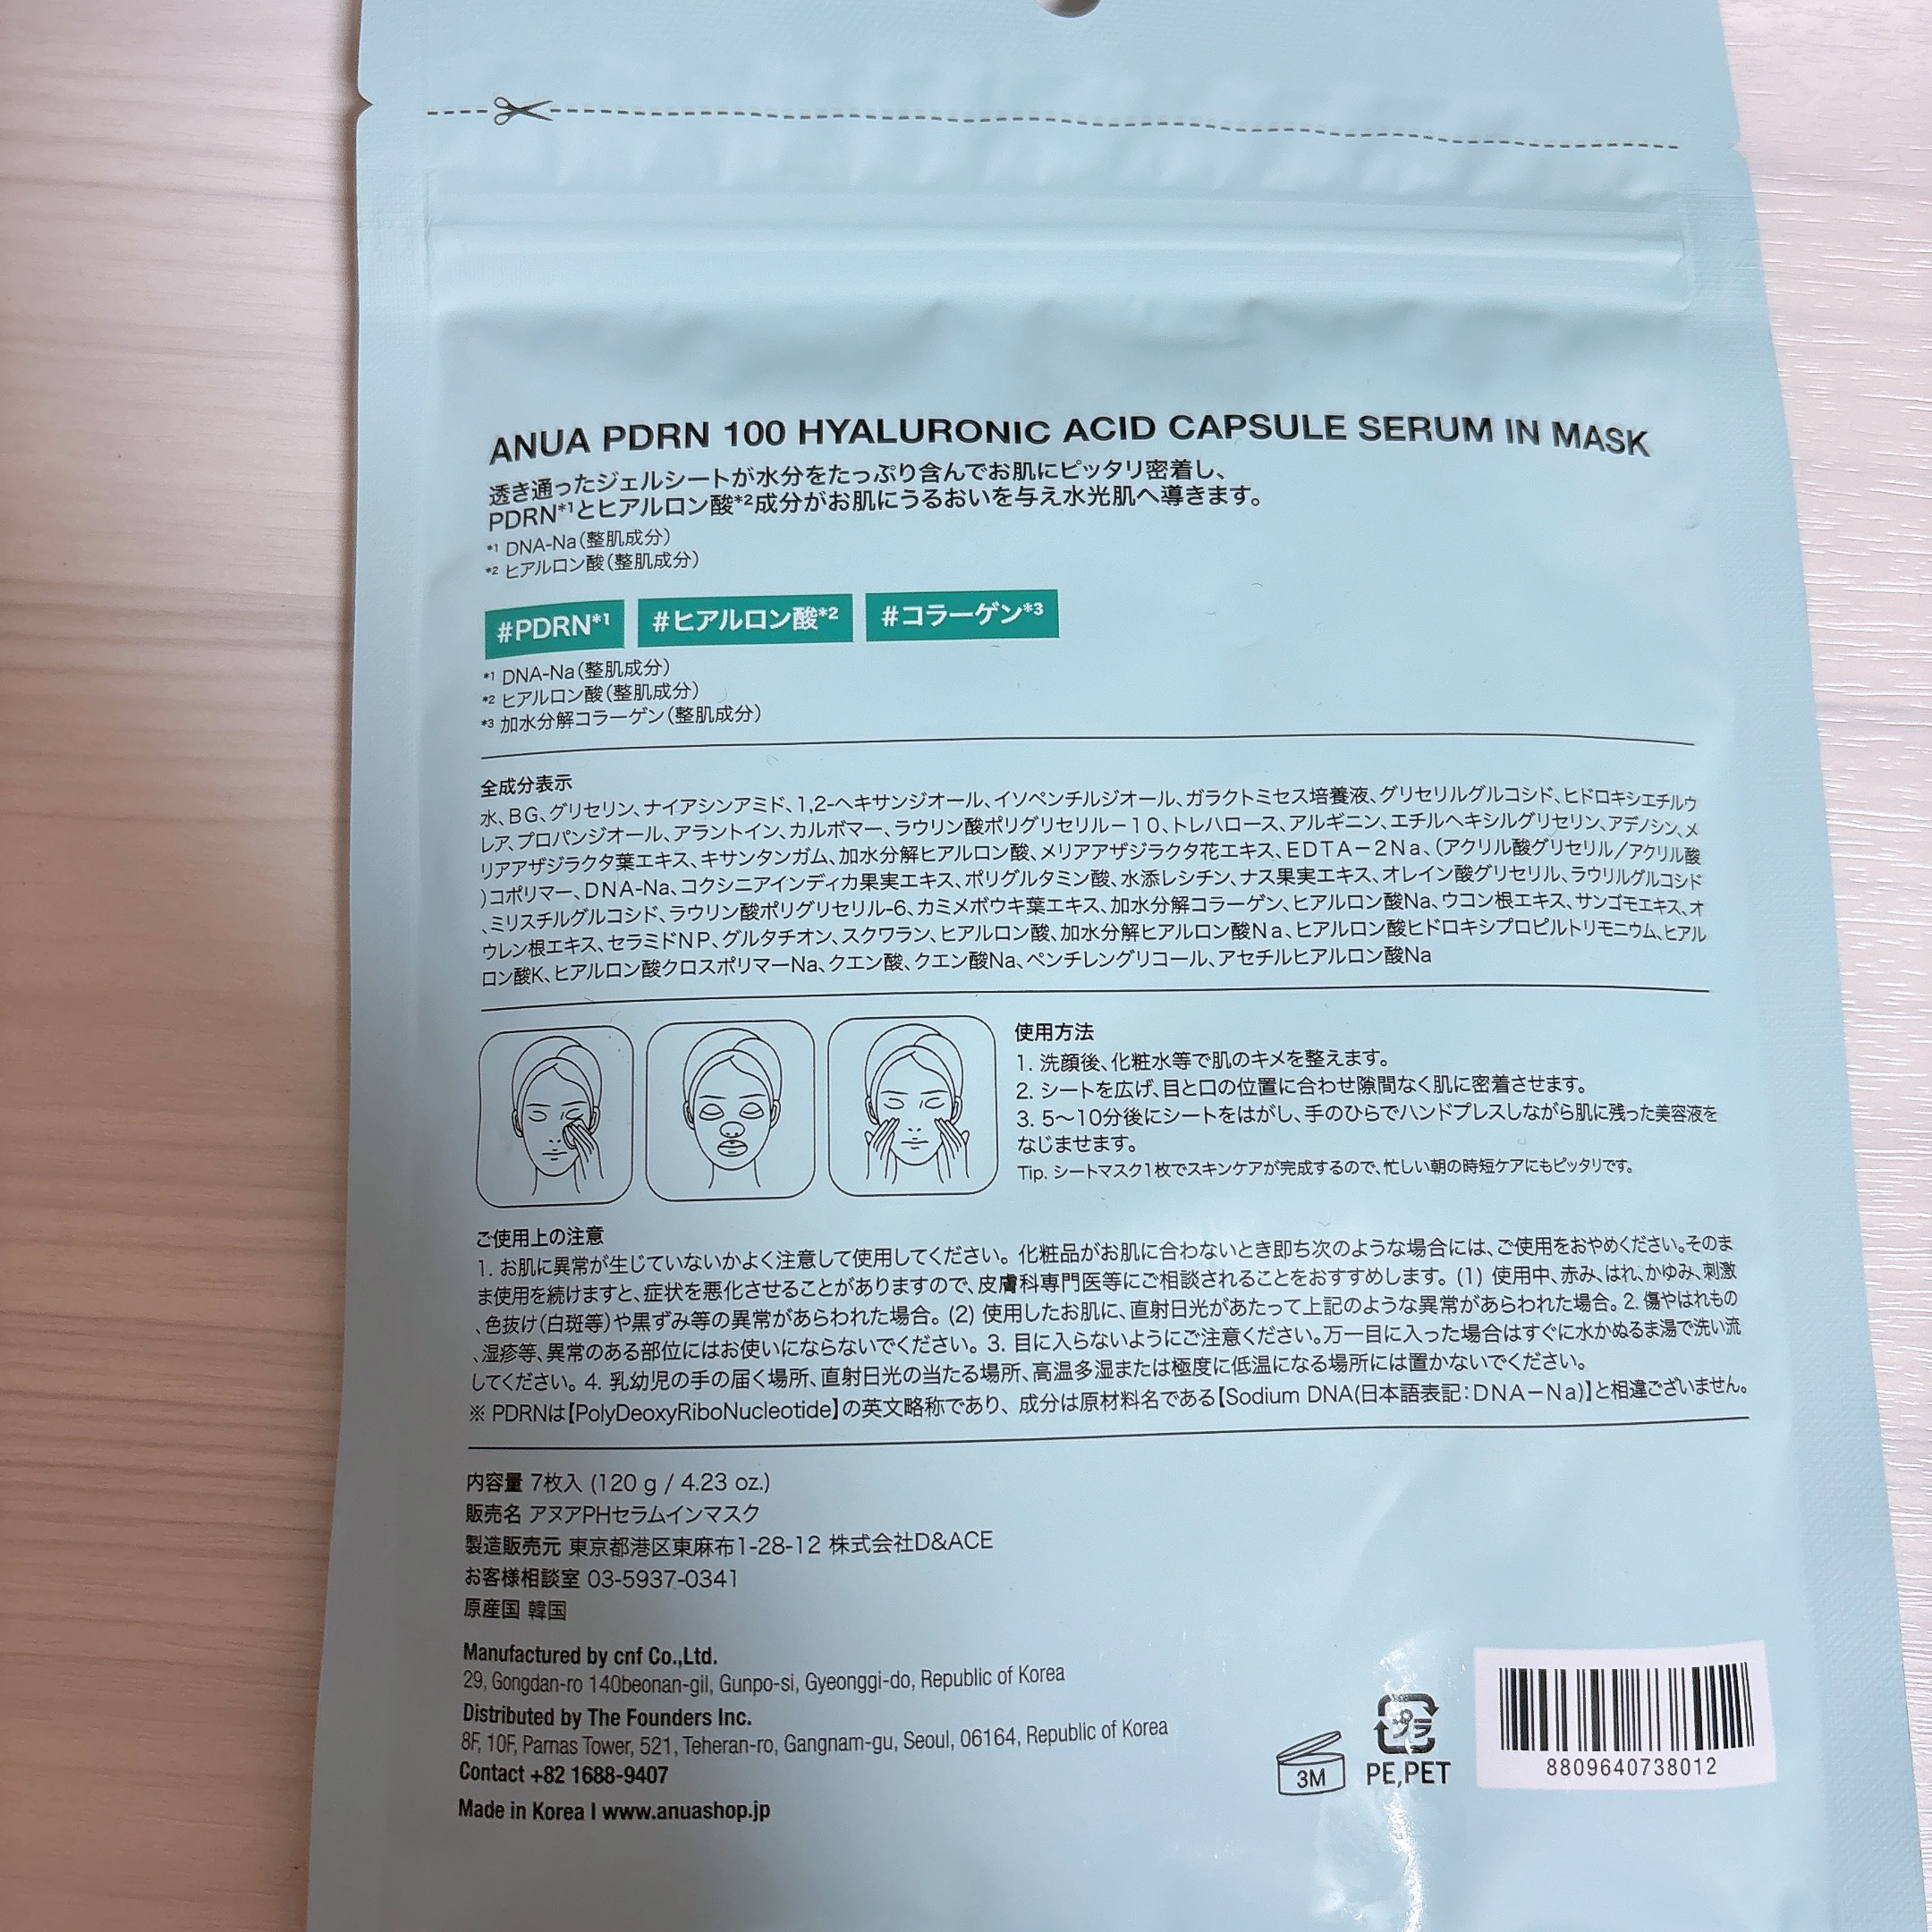 ANUA PDRN 100 HYALURONIC ACID CAPSULE SERUM IN MASK
透き通ったジェルシートが水分をたっぷり含んでお肌にピッタリ密着し、
PDRN*1とヒアルロン酸*2成分がお肌にうるおいを与え水光肌へ導きます。
*1 DNA-Na（整肌成分）
*2 ヒアルロン酸（整肌成分）
#PDRN*1 #ヒアルロン酸*2 #コラーゲン*3
*1 DNA-Na（整肌成分）
*2 ヒアルロン酸（整肌成分）
*3 加水分解コラーゲン（整肌成分）
全成分表示
水、BG、グリセリン、ナイアシンアミド、1,2-ヘキサンジオール、イソペンチルジオール、ガラクトミセス培養液、グリセリルグルコシド、ヒドロキシエチルウ
レア、プロパンジオール、アラントイン、カルボマー、ラウリン酸ポリグリセリル－10、トレハロース、アルギニン、エチルヘキシルグリセリン、アデノシン、メ
リアアザジラクタ葉エキス、キサンタンガム、加水分解ヒアルロン酸、メリアアザジラクタ花エキス、EDTA－2Na、（アクリル酸グリセリル／アクリル酸
）コポリマー、DNA-Na、コクシニアインディカ果実エキス、ポリグルタミン酸、水添レシチン、ナス果実エキス、オレイン酸グリセリル、ラウリルグルコシド
、ミリスチルグルコシド、ラウリン酸ポリグリセリル-6、カミメボウキ葉エキス、加水分解コラーゲン、ヒアルロン酸Na、ウコン根エキス、サンゴモエキス、オ
ウレン根エキス、セラミドNP、グルタチオン、スクワラン、ヒアルロン酸、加水分解ヒアルロン酸Na、ヒアルロン酸ヒドロキシプロピルトリモニウム、ヒアル
ロン酸K、ヒアルロン酸クロスポリマーNa、クエン酸、クエン酸Na、ペンチレングリコール、アセチルヒアルロン酸Na
使用方法
1. 洗顔後、化粧水等で肌のキメを整えます。
2. シートを広げ、目と口の位置に合わせ隙間なく肌に密着させます。
3. 5～10分後にシートをはがし、手のひらでハンドプレスしながら肌に残った美容液を
なじませます。
Tip. シートマスク1枚でスキンケアが完成するので、忙しい朝の時短ケアにもピッタリです。
ご使用上の注意
1. お肌に異常が生じていないかよく注意して使用してください。化粧品がお肌に合わないとき即ち次のような場合には、ご使用をおやめください。そのま
ま使用を続けますと、症状を悪化させることがありますので、皮膚科専門医等にご相談されることをおすすめします。(1) 使用中、赤み、はれ、かゆみ、刺激
、色抜け（白斑等）や黒ずみ等の異常があらわれた場合。(2) 使用したお肌に、直射日光があたって上記のような異常があらわれた場合。2. 傷やはれもの
、湿疹等、異常のある部位にはお使いにならないでください。3. 目に入らないようにご注意ください。万一目に入った場合はすぐに水かぬるま湯で洗い流
してください。4. 乳幼児の手の届く場所、直射日光の当たる場所、高温多湿または極度に低温になる場所には置かないでください。
※ PDRNは【PolyDeoxyRiboNucleotide】の英文略称であり、成分は原材料名である【Sodium DNA(日本語表記：DNA－Na)】と相違ございません。
内容量 7枚入 (120 g / 4.23 oz.)
販売名 アヌアPHセラムインマスク
製造販売元 東京都港区東麻布1-28-12 株式会社D&ACE
お客様相談室 03-5937-0341
原産国 韓国
Manufactured by cnf Co.,Ltd.
29, Gongdan-ro 140beonan-gil, Gunpo-si, Gyeonggi-do, Republic of Korea
Distributed by The Founders Inc.
8F, 10F, Parnas Tower, 521, Teheran-ro, Gangnam-gu, Seoul, 06164, Republic of Korea
Contact +82 1688-9407
Made in Korea I www.anuashop.jp
3M
プラ
PE,PET
8809640738012